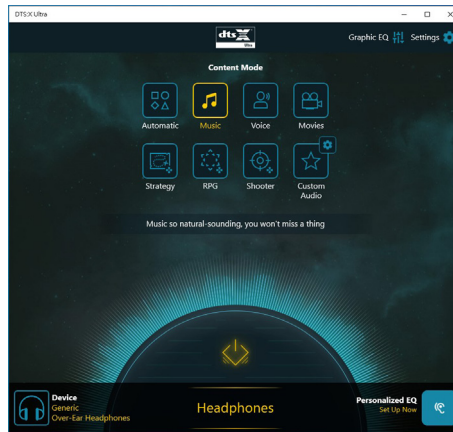 DTS:X Ultra
dts X
Ultra
Graphic EQ
Settings
Content Mode
Automatic
Music
Voice
Movies
Strategy
RPG
Shooter
Custom
Audio
Music so natural-sounding, you won't miss a thing
Device
Generic
Over-Ear Headphones
Headphones
Personalized EQ
Set Up Now